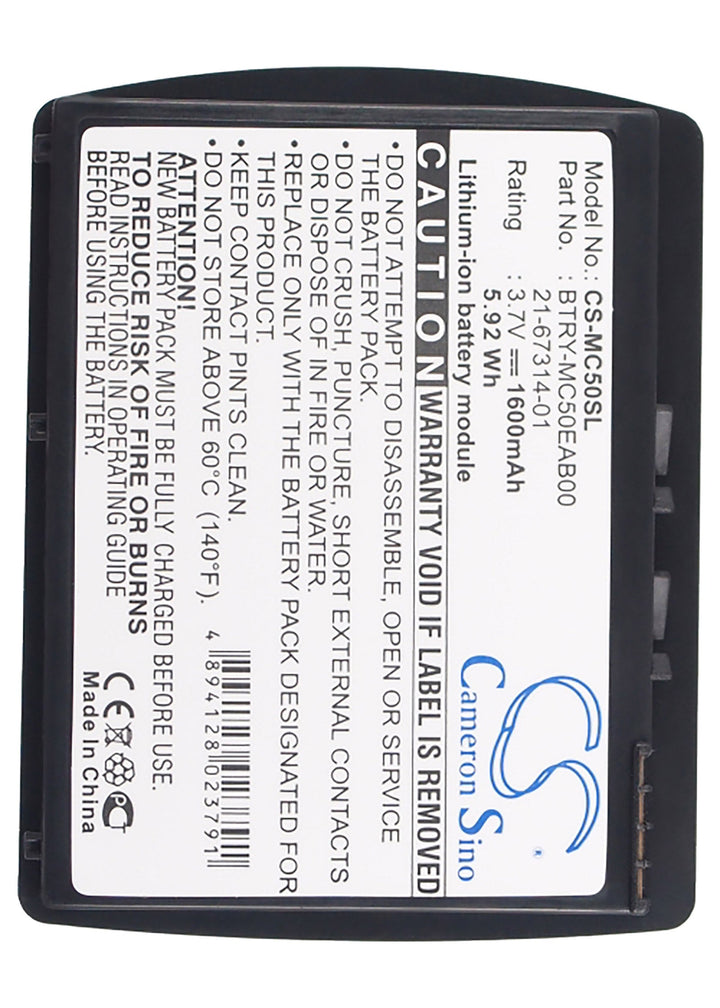 Model No.: CS-MC50SL
Part No. : BTRY-MC50EAB00
21-67314-01
Rating : 3.7V 1600mAh
5.92 Wh
Lithium-ion battery module
CS
Cameron Sino
®
CAUTION WARRANTY VOID IF LABEL IS REMOVED
•DO NOT ATTEMPT TO DISASSEMBLE, OPEN OR SERVICE
THE BATTERY PACK.
•DO NOT CRUSH, PUNCTURE, SHORT EXTERNAL CONTACTS
OR DISPOSE OF IN FIRE OR WATER.
•REPLACE ONLY WITH THE BATTERY PACK DESIGNED FOR
THIS PRODUCT.
•KEEP CONTACT PINTS CLEAN.
•DO NOT STORE ABOVE 60°C (140°F).
4 894128 023791
ATTENTION!
NEW BATTERY PACK MUST BE FULLY CHARGED BEFORE USE.
TO REDUCE RISK OF FIRE OR BURNS
READ INSTRUCTIONS IN OPERATING GUIDE
BEFORE USING BATTERY.
CE
PCT
Made In China